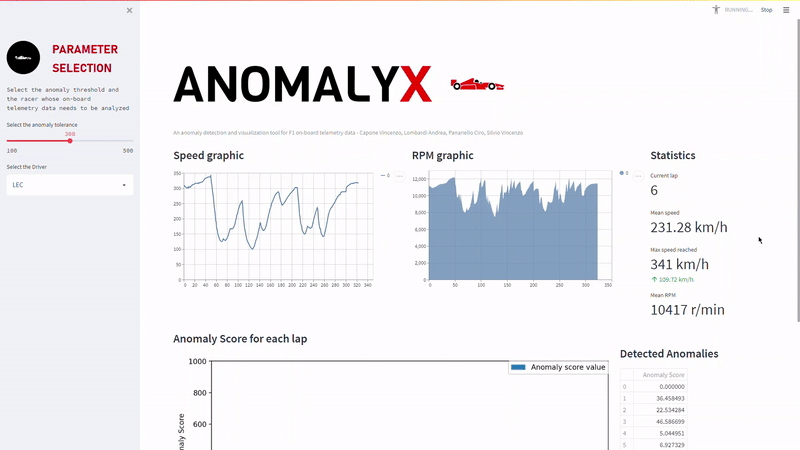 RUNNING...
Stop
PARAMETER
SELECTION
Select the anomaly threshold and
the racer whose on-board
telemetry data needs to be analyzed
Select the anomaly tolerance
300
100 500
Select the Driver
LEC
ANOMALYX
An anomaly detection and visualization tool for F1 on-board telemetry data - Capone Vincenzo, Lombardi Andrea, Panariello Ciro, Silvio Vincenzo
Speed graphic
0
350
300
250
200
150
100
50
0
0 20 40 60 80 100 120 140 160 180 200 220 240 260 280 300 320 340
RPM graphic
0
12,000
10,000
8,000
6,000
4,000
2,000
0
0 50 100 150 200 250 300 350
Statistics
Current lap
6
Mean speed
231.28 km/h
Max speed reached
341 km/h
↑ 109.72 km/h
Mean RPM
10417 r/min
Anomaly Score for each lap
Anomaly score value
1000
800
600
naly Score
Detected Anomalies
Anomaly Score
0 0.000000
1 36.458493
2 22.534284
3 46.586699
4 5.044951
5 6.927329